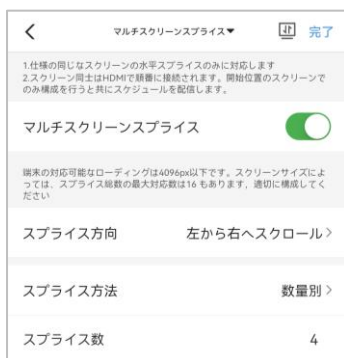 マルチスクリーンスプライス 完了
1.仕様の同じなスクリーンの水平スプライスのみに対応します
2.スクリーン同士はHDMIで順番に接続されます。開始位置のスクリーンで
のみ構成を行うと共にスケジュールを配信します。
マルチスクリーンスプライス
端末の対応可能なローディングは4096px以下です。スクリーンサイズによ
っては、スプライス総数の最大対応数は16 もあります，適切に構成してく
ださい
スプライス方向 左から右へスクロール
スプライス方法 数量別
スプライス数 4